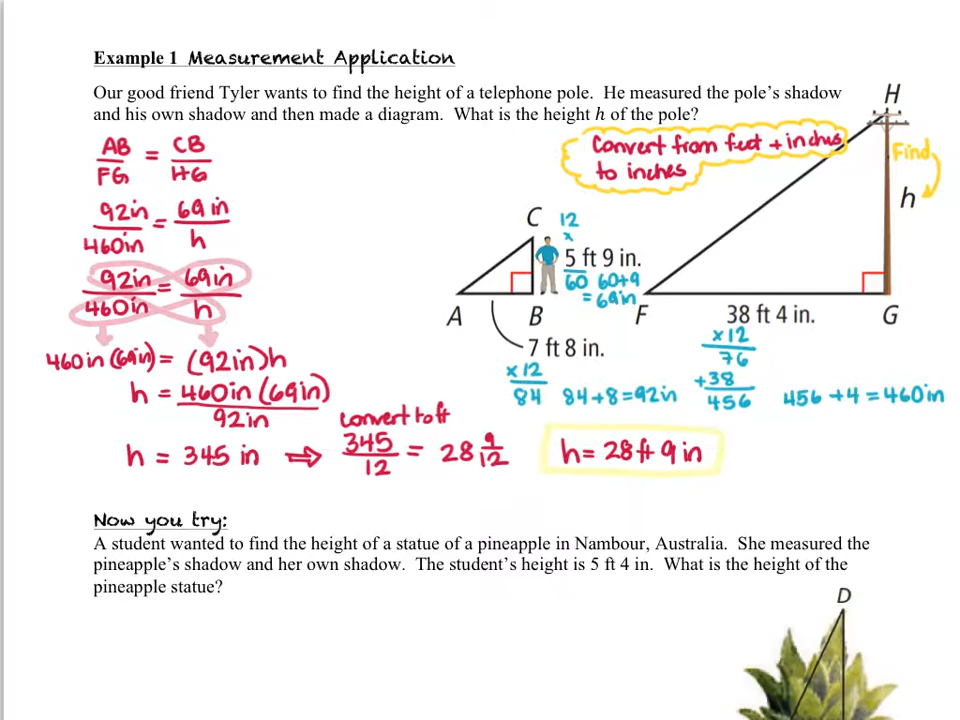 Example 1 Measurement Application
Our good friend Tyler wants to find the height of a telephone pole. He measured the pole's shadow
and his own shadow and then made a diagram. What is the height h of the pole?
AB/FG = CB/HG
92in/460in = 69in/h
92in/460in = 69in/h
460in(69in) = (92in)h
h = 460in(69in)/92in
h = 345 in ⇒ 345/12 = 28 9/12
convert to ft
h = 28ft 9in
Convert from feet + inches
to inches
H
Find
h
C
12
x
5 ft 9 in.
60 60+9
= 69in
A
B
F
38 ft 4 in.
G
7 ft 8 in.
x12
84 84+8=92in
x12
76
+38
456 456+4=460in
Now you try:
A student wanted to find the height of a statue of a pineapple in Nambour, Australia. She measured the
pineapple's shadow and her own shadow. The student's height is 5 ft 4 in. What is the height of the
pineapple statue?
D